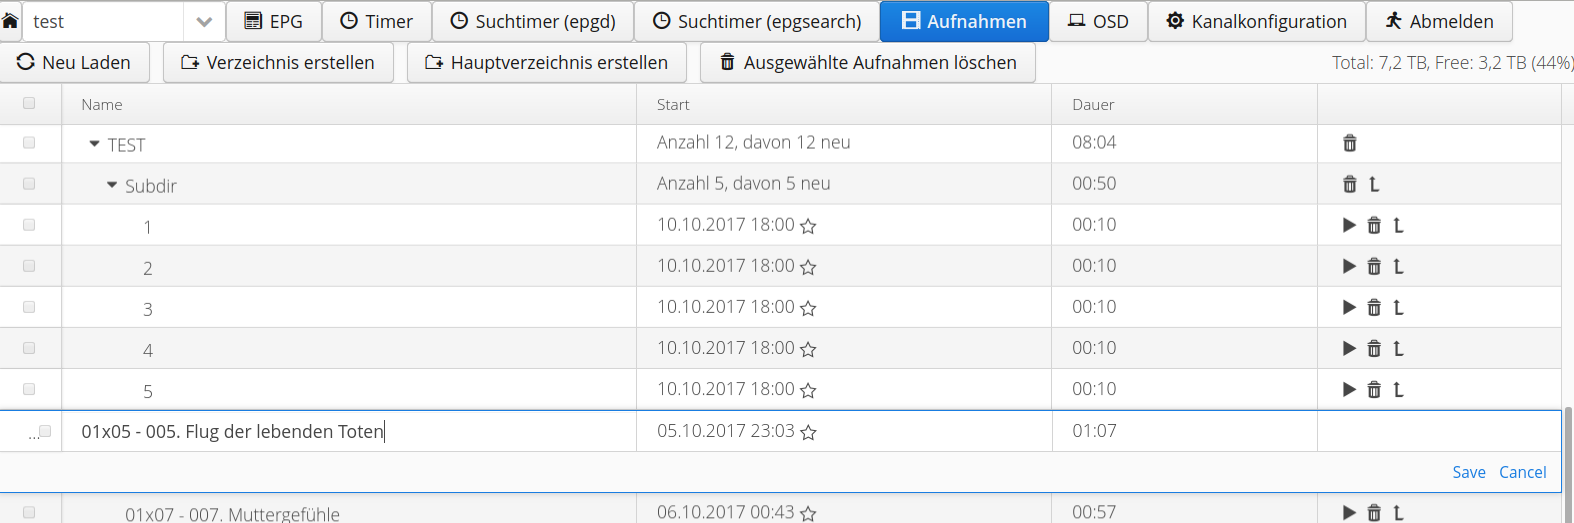 test EPG Timer Suchtimer (epgd) Suchtimer (epgsearch) Aufnahmen OSD Kanalkonfiguration Abmelden
Neu Laden Verzeichnis erstellen Hauptverzeichnis erstellen Ausgewählte Aufnahmen löschen Total: 7,2 TB, Free: 3,2 TB (44%)
Name Start Dauer
TEST Anzahl 12, davon 12 neu 08:04
Subdir Anzahl 5, davon 5 neu 00:50
1 10.10.2017 18:00 00:10
2 10.10.2017 18:00 00:10
3 10.10.2017 18:00 00:10
4 10.10.2017 18:00 00:10
5 10.10.2017 18:00 00:10
... 01x05 - 005. Flug der lebenden Toten 05.10.2017 23:03 01:07
Save Cancel
01x07 - 007. Muttergefühle 06.10.2017 00:43 00:57